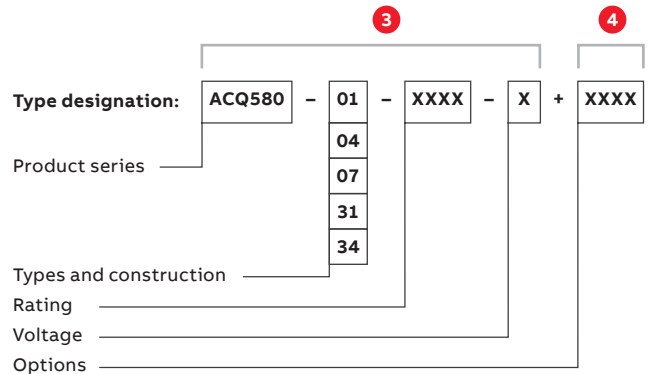 3 4
Type designation: ACQ580 – 01 – XXXX – X + XXXX
04
Product series
07
31
34
Types and construction
Rating
Voltage
Options